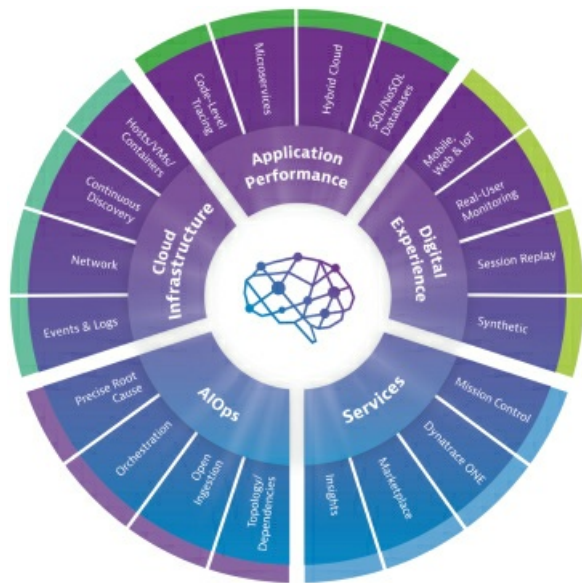 Application
Performance
Code-Level
Tracing
Microservices
Hybrid Cloud
SQL/NoSQL
Databases
Digital
Experience
Mobile,
Web & IoT
Real-User
Monitoring
Session Replay
Synthetic
Services
Mission Control
Dynatrace ONE
Marketplace
Insights
AIOps
Topology/
Dependencies
Open
Ingestion
Orchestration
Precise Root
Cause
Cloud
Infrastructure
Events & Logs
Network
Continuous
Discovery
Hosts/VMs/
Containers